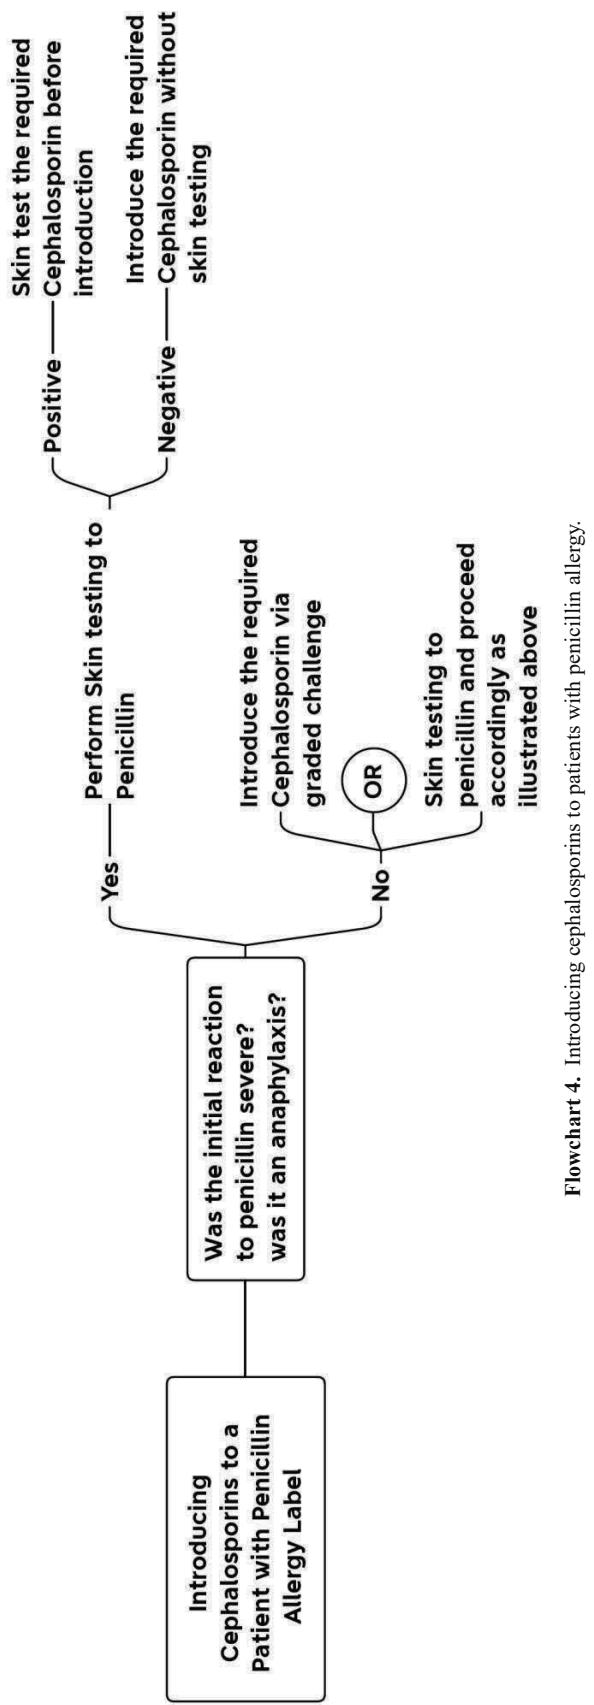 Introducing
Cephalosporins to a
Patient with Penicillin
Allergy Label
Was the initial reaction
to penicillin severe?
was it an anaphylaxis?
Yes
Perform Skin testing to
Penicillin
Positive
Skin test the required
Cephalosporin before
introduction
Negative
Introduce the required
Cephalosporin without
skin testing
No
Introduce the required
Cephalosporin via
graded challenge
OR
Skin testing to
penicillin and proceed
accordingly as
illustrated above
Flowchart 4. Introducing cephalosporins to patients with penicillin allergy.